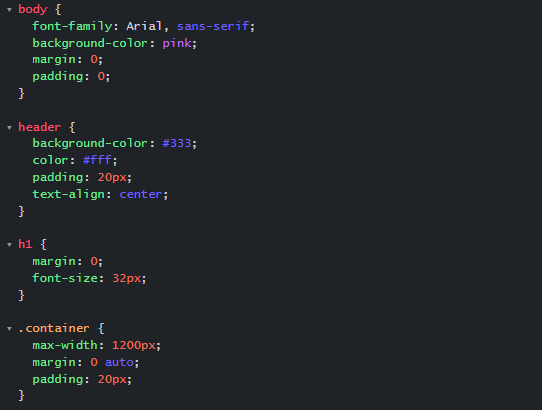 body {
font-family: Arial, sans-serif;
background-color: pink;
margin: 0;
padding: 0;
}
header {
background-color: #333;
color: #fff;
padding: 20px;
text-align: center;
}
h1 {
margin: 0;
font-size: 32px;
}
.container {
max-width: 1200px;
margin: 0 auto;
padding: 20px;
}